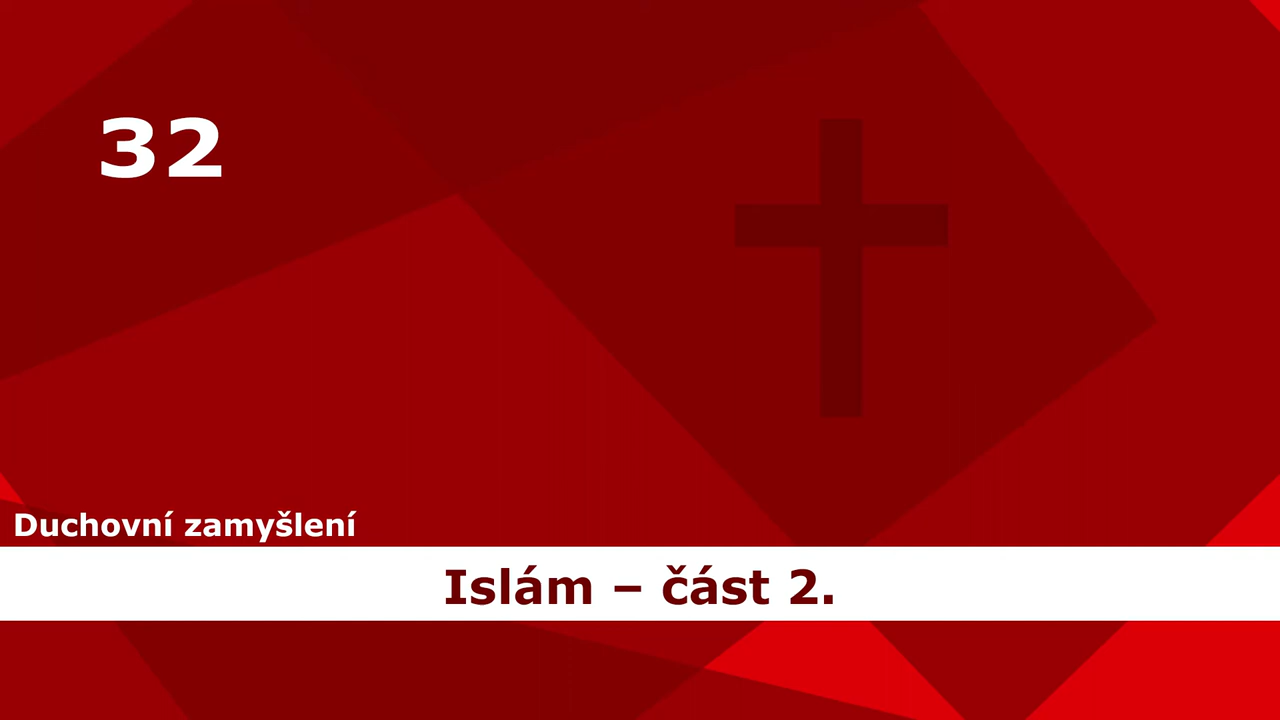 32
Duchovní zamyšlení
Islám – část 2.